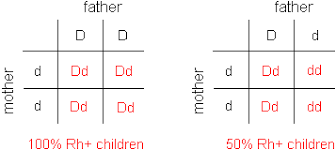 father father
D D D d
d Dd Dd d Dd dd
mother mother
d Dd Dd d Dd dd
100% Rh+ children 50% Rh+ children